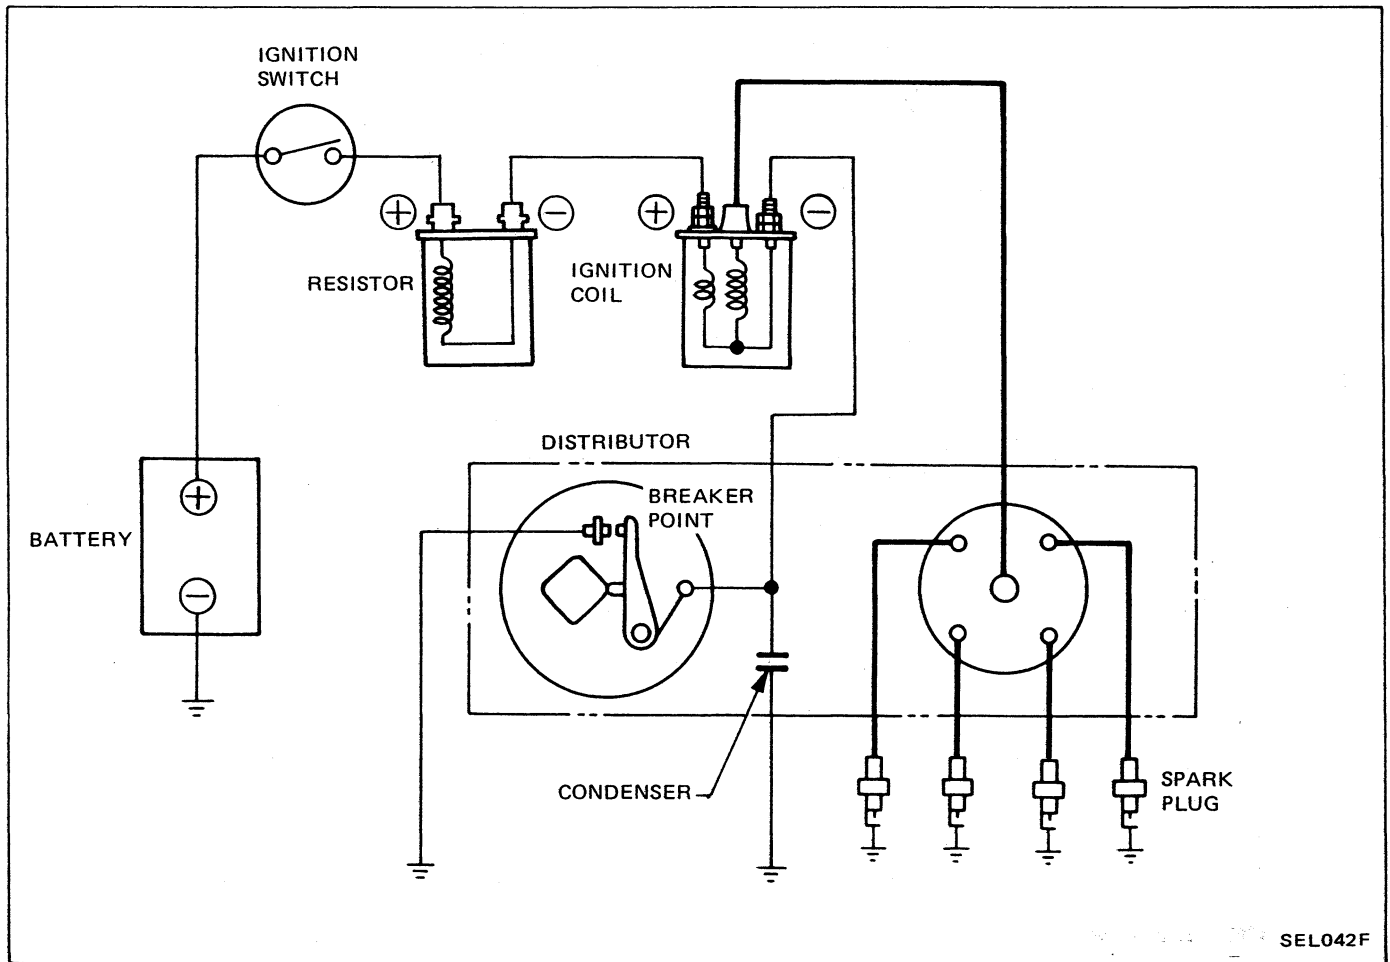 IGNITION
SWITCH
+
−
+
−
RESISTOR
IGNITION
COIL
DISTRIBUTOR
BREAKER
POINT
+
BATTERY
−
CONDENSER
SPARK
PLUG
SEL042F